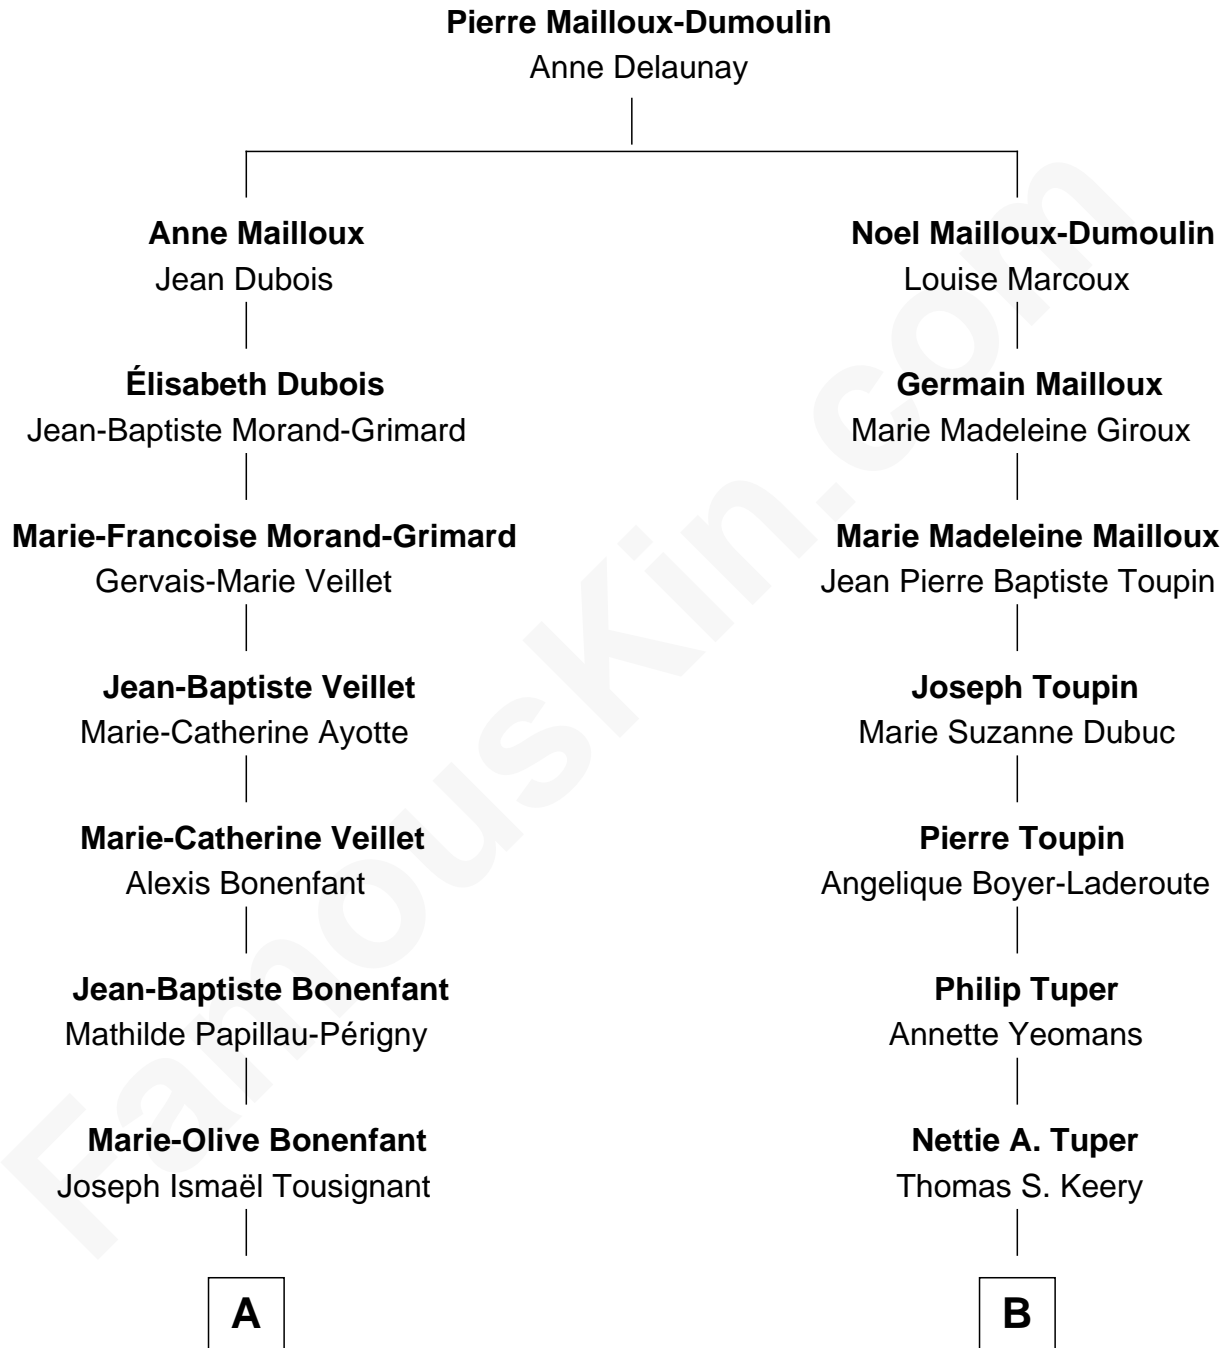 Pierre Mailloux-Dumoulin
Anne Delaunay
Anne Mailloux
Jean Dubois
Élisabeth Dubois
Jean-Baptiste Morand-Grimard
Marie-Francoise Morand-Grimard
Gervais-Marie Veillet
Jean-Baptiste Veillet
Marie-Catherine Ayotte
Marie-Catherine Veillet
Alexis Bonenfant
Jean-Baptiste Bonenfant
Mathilde Papillau-Périgny
Marie-Olive Bonenfant
Joseph Ismaël Tousignant
A
Noel Mailloux-Dumoulin
Louise Marcoux
Germain Mailloux
Marie Madeleine Giroux
Marie Madeleine Mailloux
Jean Pierre Baptiste Toupin
Joseph Toupin
Marie Suzanne Dubuc
Pierre Toupin
Angelique Boyer-Laderoute
Philip Tuper
Annette Yeomans
Nettie A. Tuper
Thomas S. Keery
B
FamousKin.com